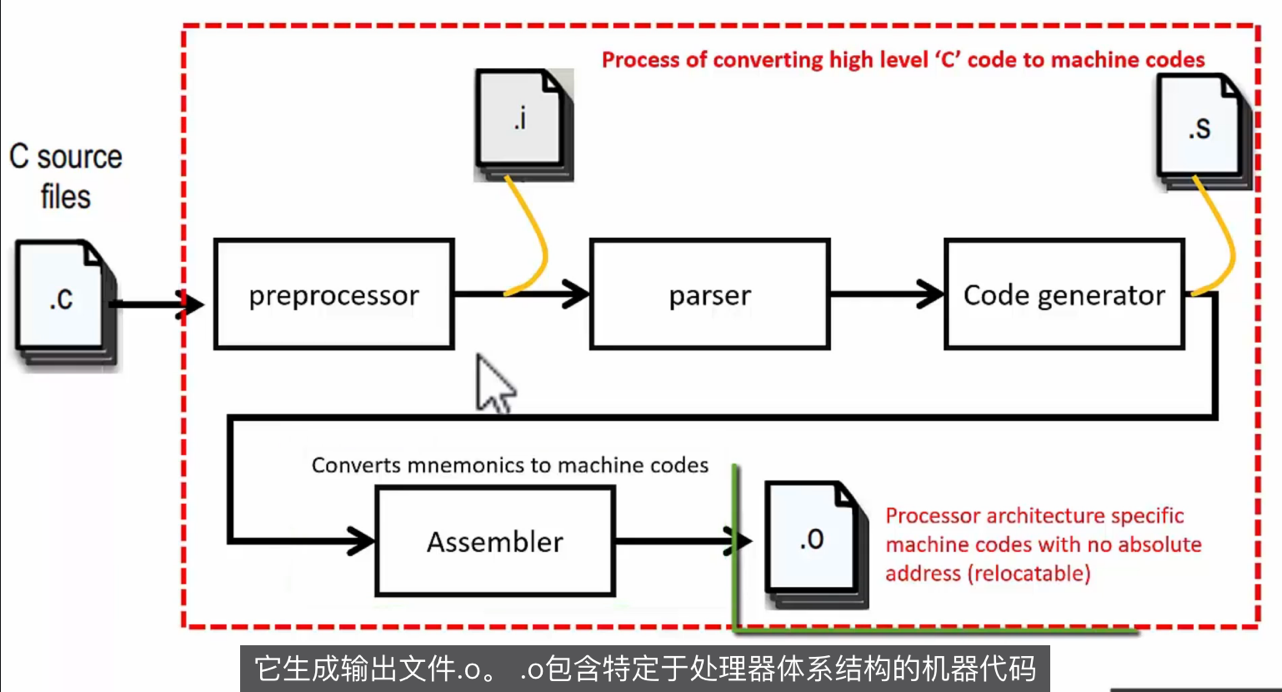 Process of converting high level ‘C’ code to machine codes
.i
.s
C source
files
.c
preprocessor
parser
Code generator
Converts mnemonics to machine codes
Assembler
.o
Processor architecture specific
machine codes with no absolute
address (relocatable)
它生成输出文件.o。 .o包含特定于处理器体系结构的机器代码